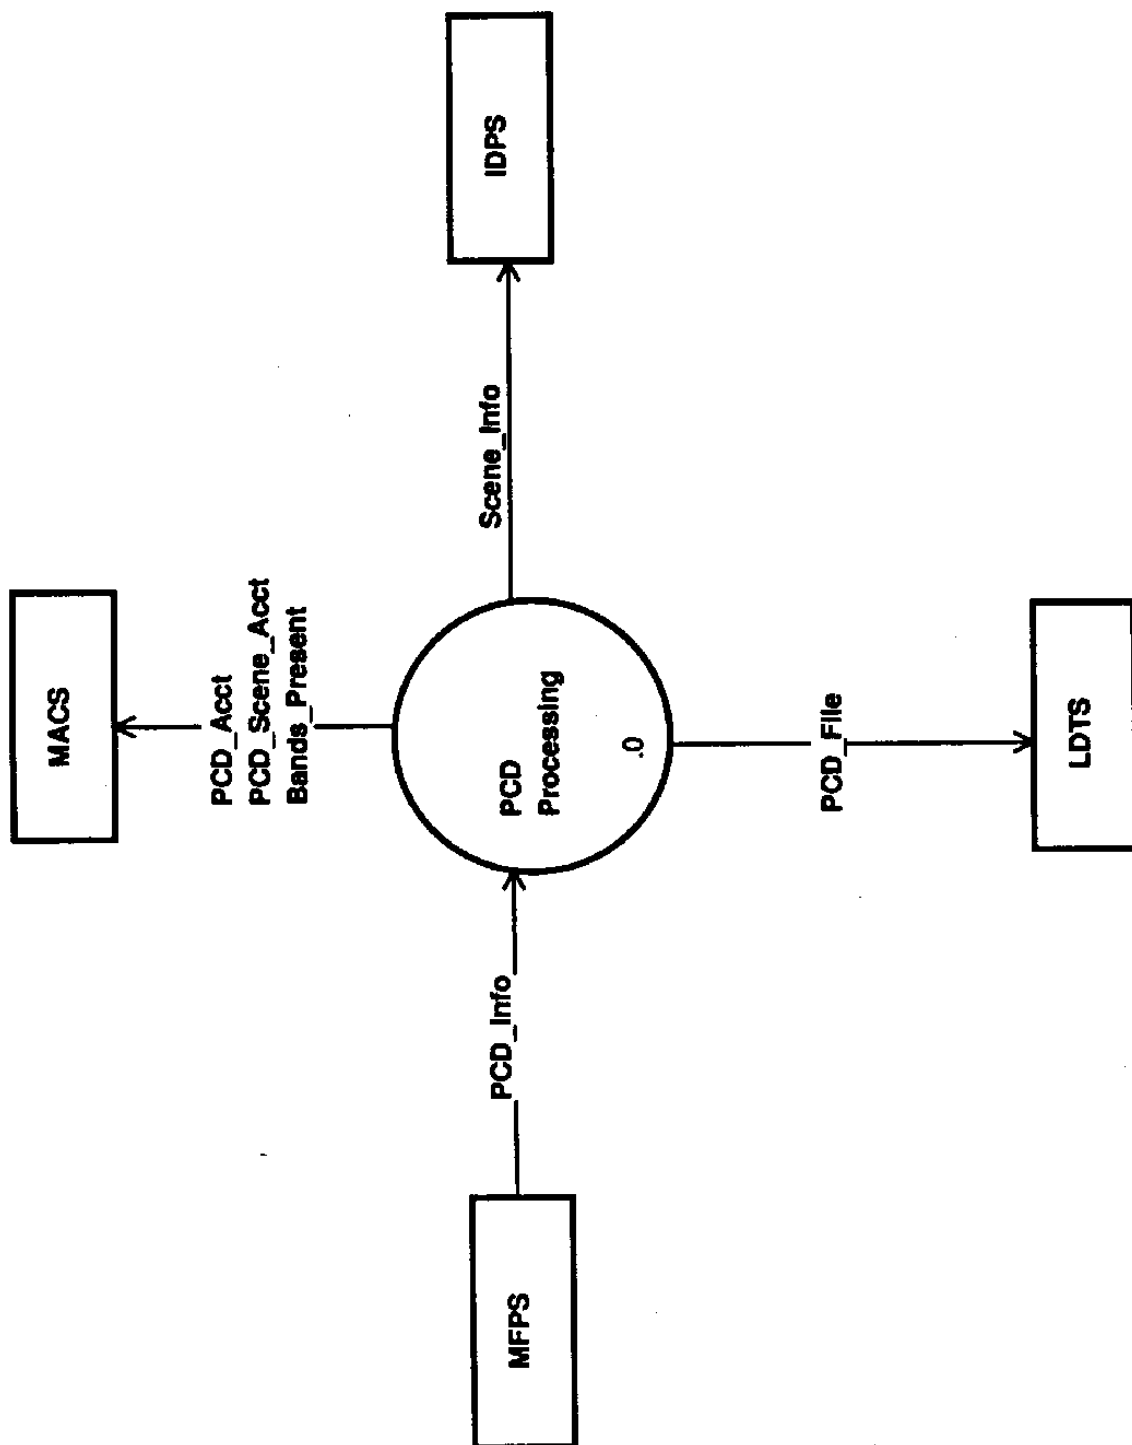 MACS
PCD_Acct
PCD_Scene_Acct
Bands_Present
MFPS
PCD_Info
PCD
Processing
.0
Scene_Info
IDPS
PCD_File
LDTS